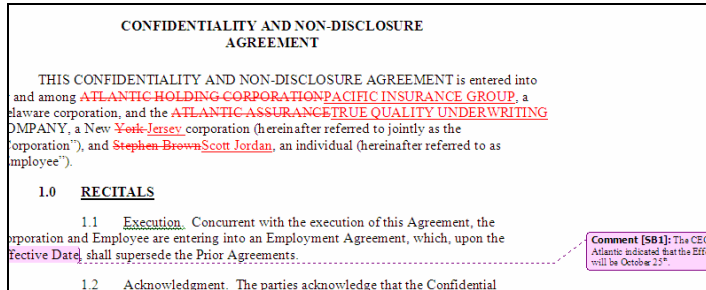 CONFIDENTIALITY AND NON-DISCLOSURE
AGREEMENT
THIS CONFIDENTIALITY AND NON-DISCLOSURE AGREEMENT is entered into
and among ATLANTIC HOLDING CORPORATIONPACIFIC INSURANCE GROUP, a
elaware corporation, and the ATLANTIC ASSURANCETRUE QUALITY UNDERWRITING
OMPANY, a New York Jersey corporation (hereinafter referred to jointly as the
orporation”), and Stephen BrownScott Jordan, an individual (hereinafter referred to as
mployee”).
1.0 RECITALS
1.1 Execution. Concurrent with the execution of this Agreement, the
orporation and Employee are entering into an Employment Agreement, which, upon the
ffective Date, shall supersede the Prior Agreements.
Comment [SB1]: The CEO
Atlantic indicated that the Effe
will be October 25th.
1.2 Acknowledgment. The parties acknowledge that the Confidential